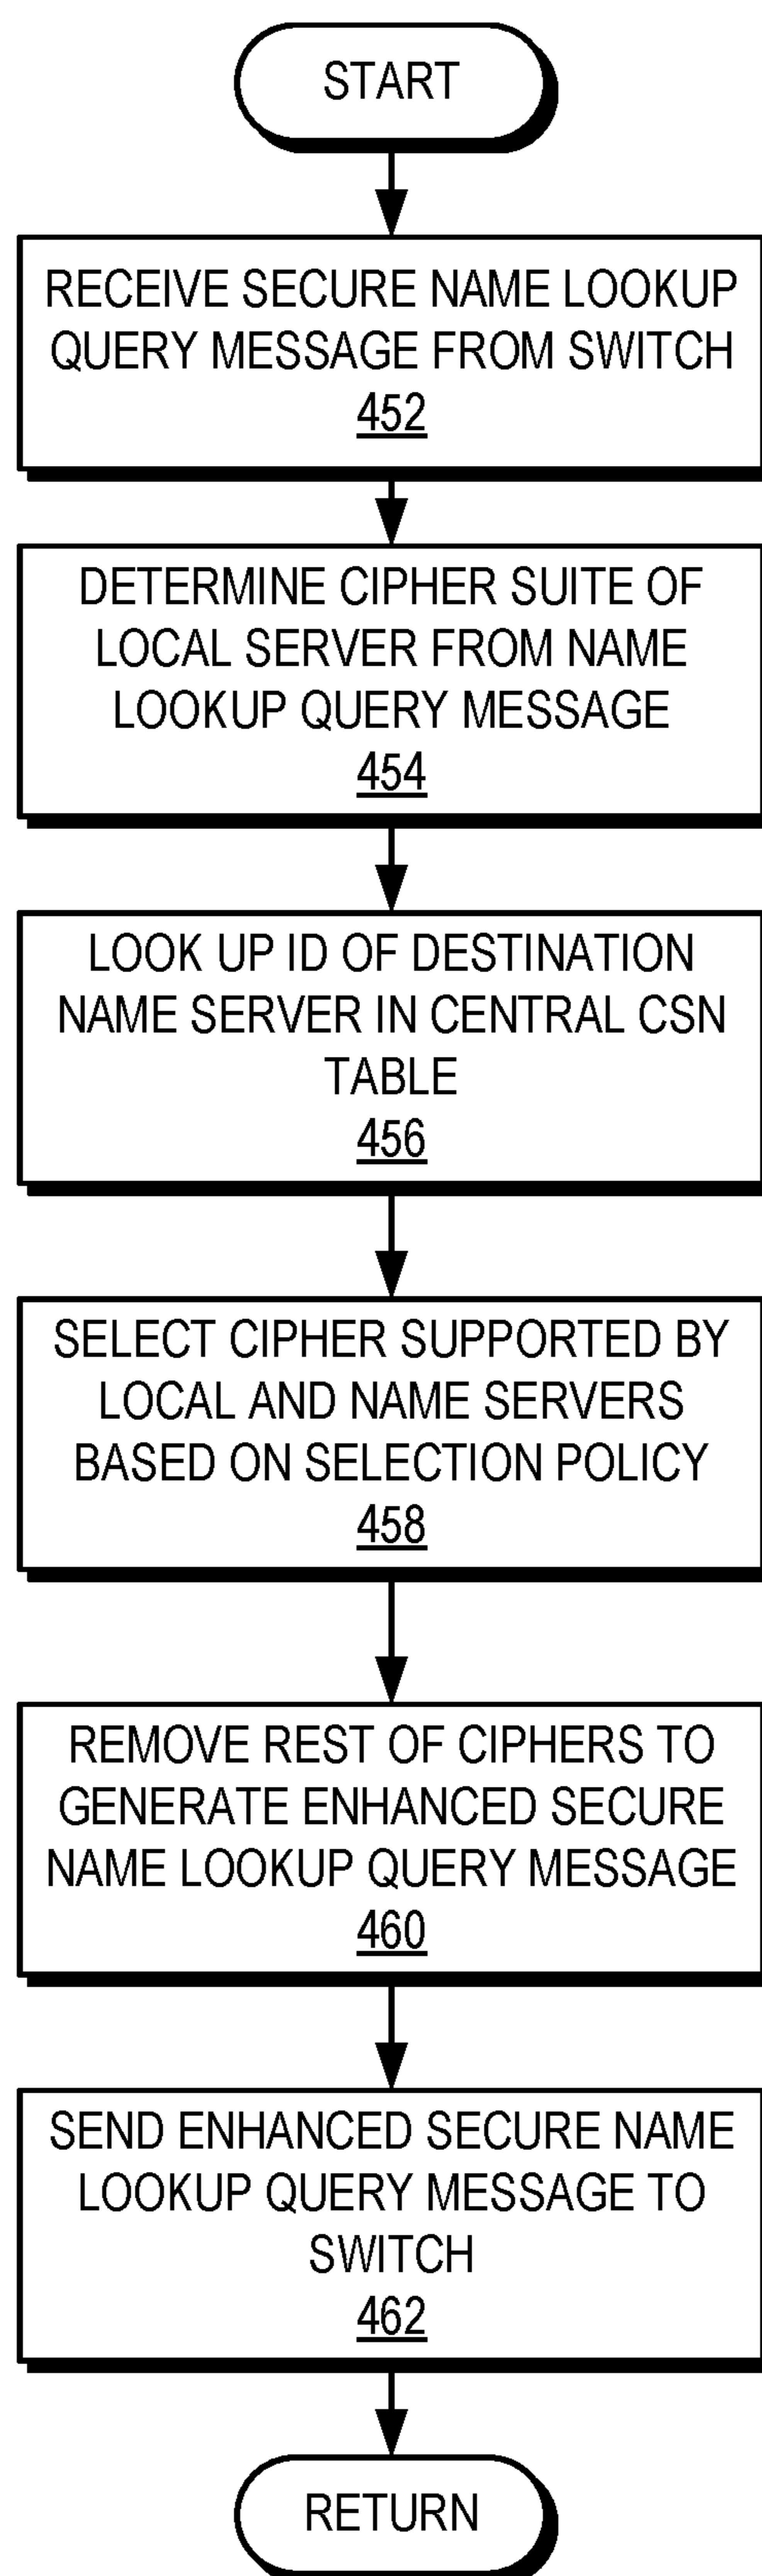 START
RECEIVE SECURE NAME LOOKUP
QUERY MESSAGE FROM SWITCH
452
DETERMINE CIPHER SUITE OF
LOCAL SERVER FROM NAME
LOOKUP QUERY MESSAGE
454
LOOK UP ID OF DESTINATION
NAME SERVER IN CENTRAL CSN
TABLE
456
SELECT CIPHER SUPPORTED BY
LOCAL AND NAME SERVERS
BASED ON SELECTION POLICY
458
REMOVE REST OF CIPHERS TO
GENERATE ENHANCED SECURE
NAME LOOKUP QUERY MESSAGE
460
SEND ENHANCED SECURE NAME
LOOKUP QUERY MESSAGE TO
SWITCH
462
RETURN